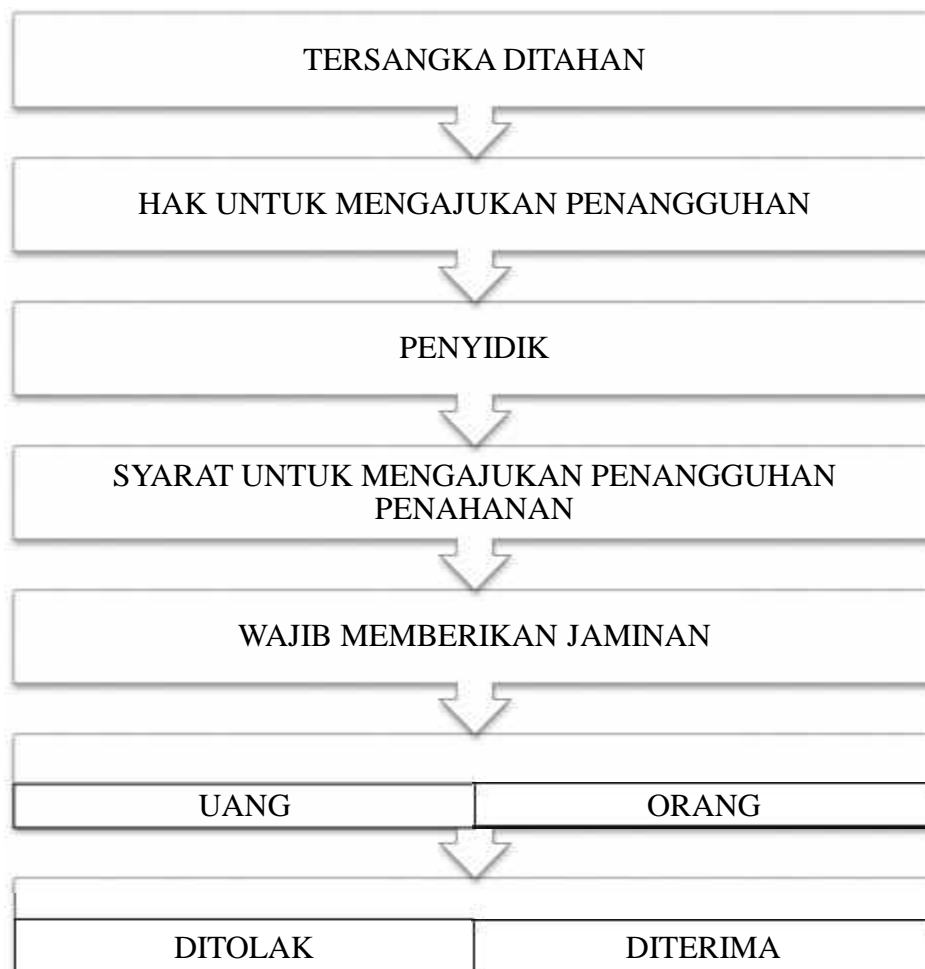 TERSANGKA DITAHAN
HAK UNTUK MENGAJUKAN PENANGGUHAN
PENYIDIK
SYARAT UNTUK MENGAJUKAN PENANGGUHAN
PENAHANAN
WAJIB MEMBERIKAN JAMINAN
UANG
ORANG
DITOLAK
DITERIMA